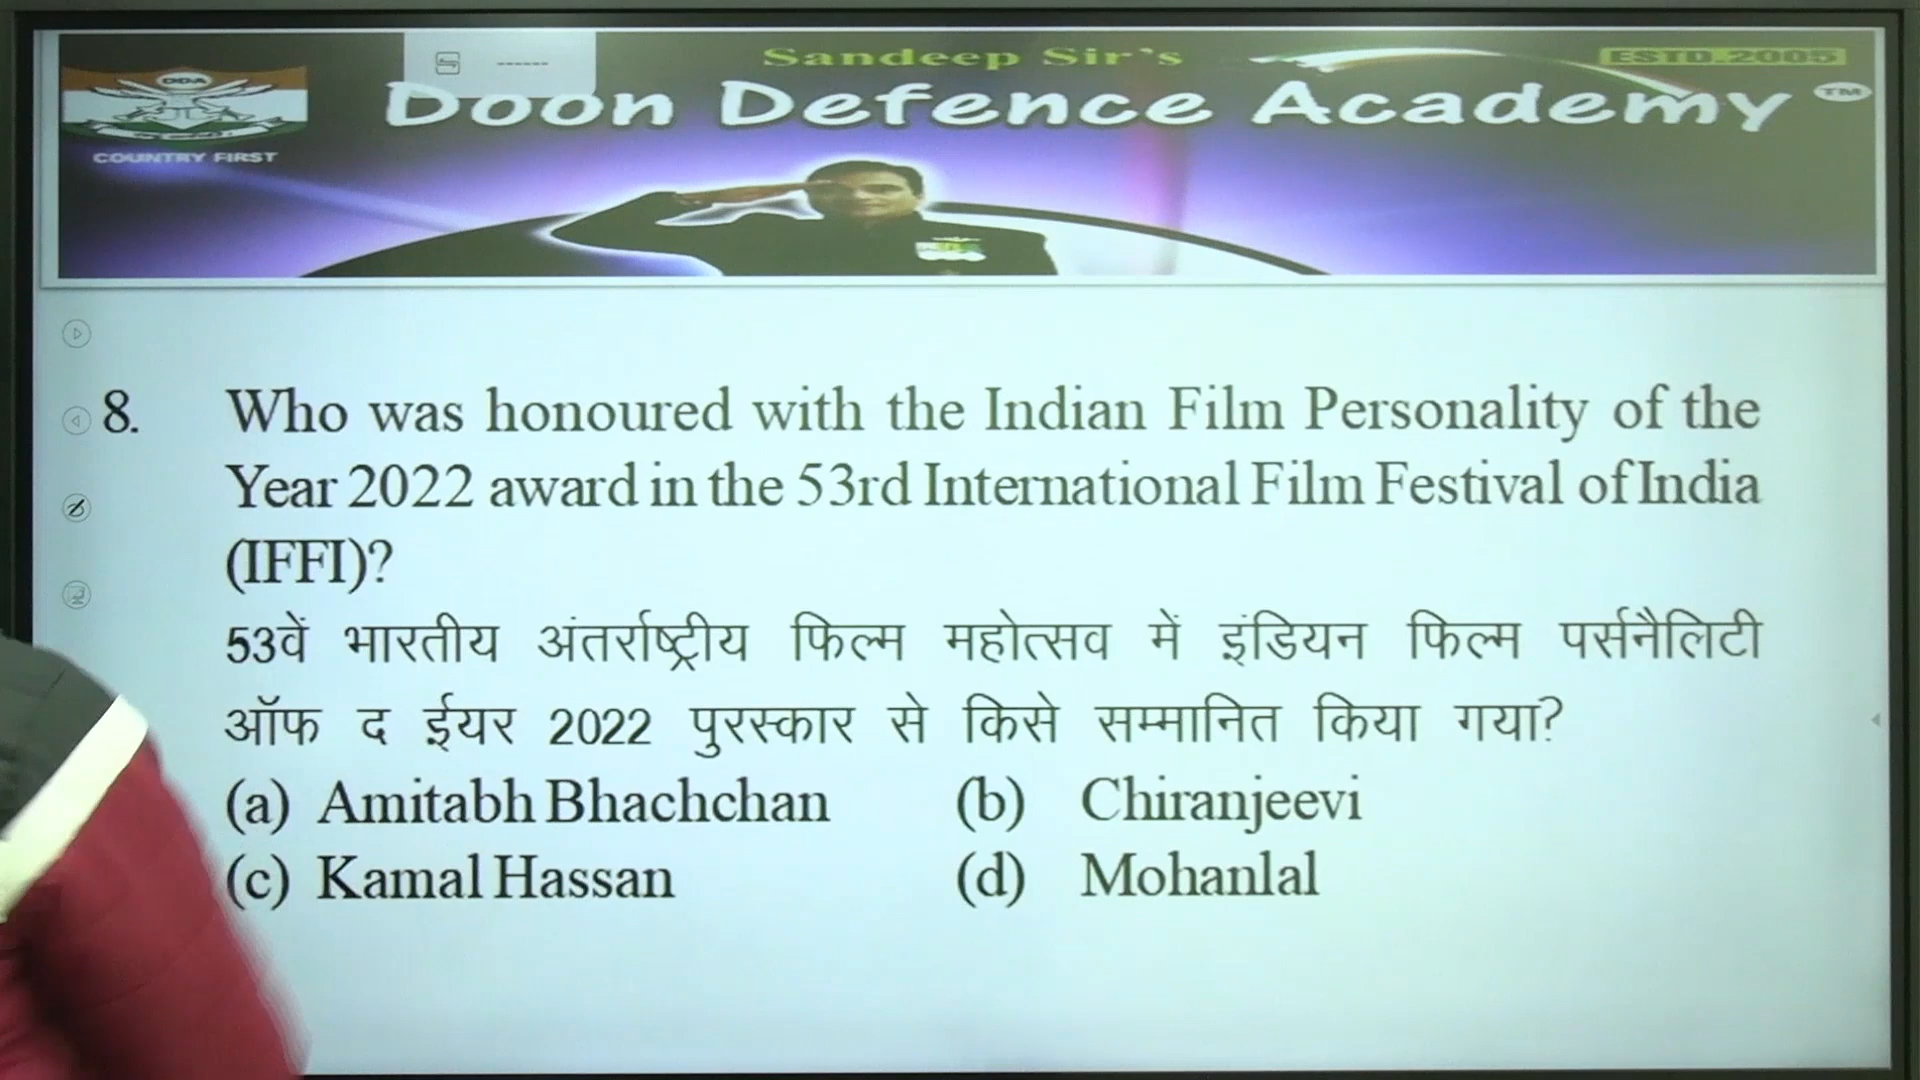 Sandeep Sir's
ESTD.2005
Doon Defence Academy TM
DDA
COUNTRY FIRST
8. Who was honoured with the Indian Film Personality of the
Year 2022 award in the 53rd International Film Festival of India
(IFFI)?
53वें भारतीय अंतर्राष्ट्रीय फिल्म महोत्सव में इंडियन फिल्म पर्सनैलिटी
ऑफ द ईयर 2022 पुरस्कार से किसे सम्मानित किया गया?
(a) Amitabh Bhachchan (b) Chiranjeevi
(c) Kamal Hassan (d) Mohanlal